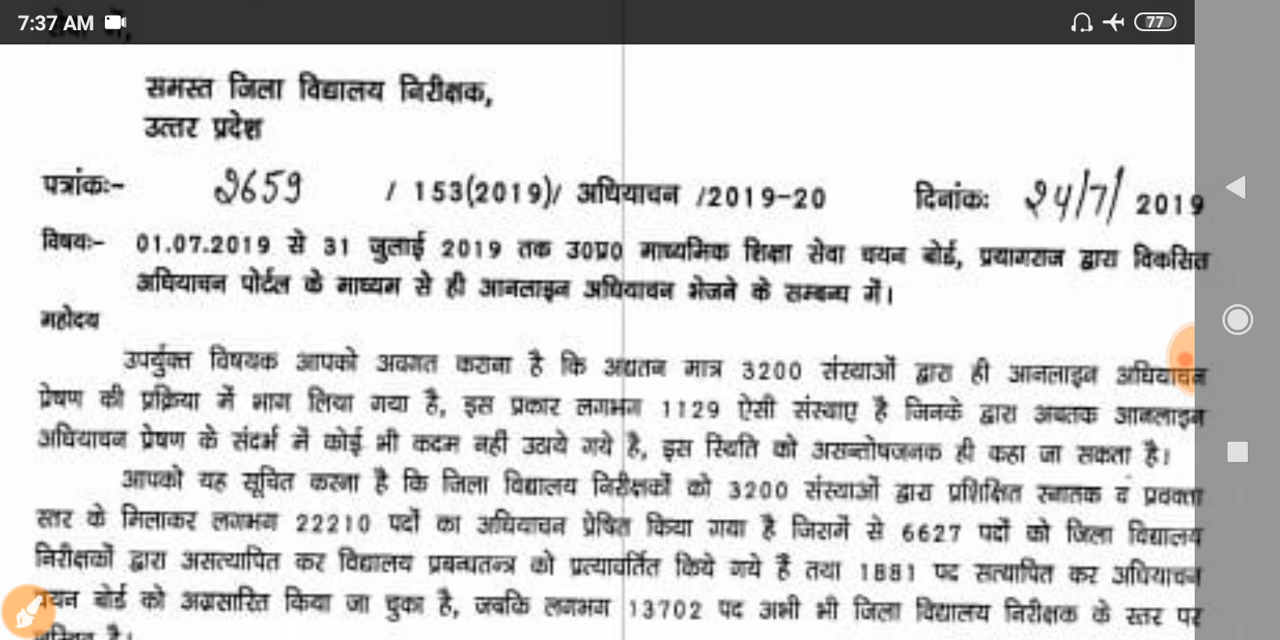 7:37 AM 77
समस्त जिला विद्यालय निरीक्षक,
उत्तर प्रदेश
पत्रांकः- / 153(2019)/ अधियाचन /2019-20 दिनांकः 24/7/ 2019
विषयः- 01.07.2019 से 31 जुलाई 2019 तक उ0प्र0 माध्यमिक शिक्षा सेवा चयन बोर्ड, प्रयागराज द्वारा विकसित
अधियाचन पोर्टल के माध्यम से ही आनलाइन अधियाचन भेजने के सम्बन्ध में।
महोदय
उपर्युक्त विषयक आपको अवगत कराना है कि अद्यतन मात्र 3200 संस्थाओं द्वारा ही आनलाइन अधियाचन
प्रेषण की प्रक्रिया में भाग लिया गया है, इस प्रकार लगभग 1129 ऐसी संस्थाए है जिनके द्वारा अबतक आनलाइन
अधियाचन प्रेषण के संदर्भ में कोई भी कदम नही उठाये गये है, इस स्थिति को असन्तोषजनक ही कहा जा सकता है।
आपको यह सूचित करना है कि जिला विद्यालय निरीक्षकों को 3200 संस्थाओं द्वारा प्रशिक्षित स्नातक व प्रवक्ता
स्तर के मिलाकर लगभग 22210 पदों का अधियाचन प्रेषित किया गया है जिसमें से 6627 पदों को जिला विद्यालय
निरीक्षकों द्वारा असत्यापित कर विद्यालय प्रबन्धतन्त्र को प्रत्यावर्तित किये गये हैं तथा 1881 पद सत्यापित कर अधियाचन
चयन बोर्ड को अग्रसारित किया जा चुका है, जबकि लगभग 13702 पद अभी भी जिला विद्यालय निरीक्षक के स्तर पर